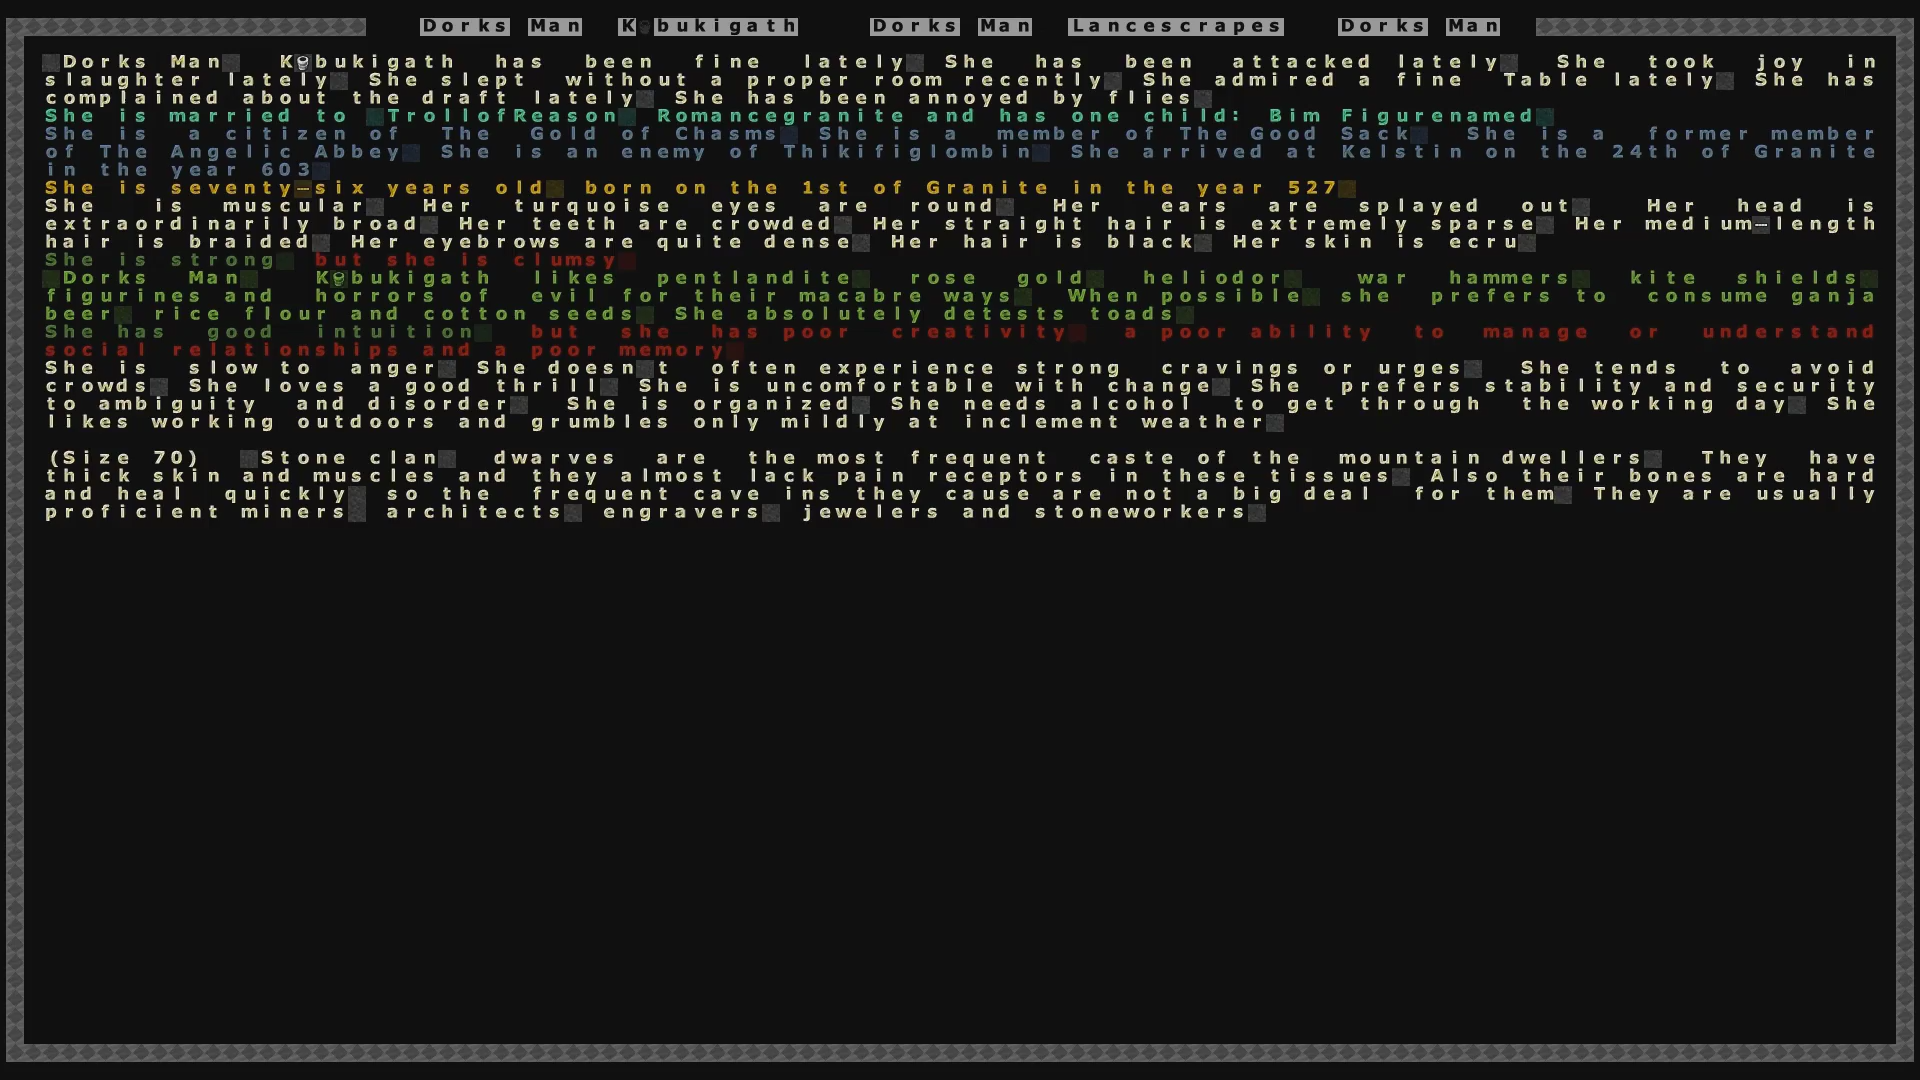 Dorks Man K bukigath Dorks Man Lancescrapes Dorks Man
Dorks Man K bukigath has been fine lately She has been attacked lately She took joy in
slaughter lately She slept without a proper room recently She admired a fine Table lately She has
complained about the draft lately She has been annoyed by flies
She is married to TrollofReason Romancegranite and has one child: Bim Figurenamed
She is a citizen of The Gold of Chasms She is a member of The Good Sack She is a former member
of The Angelic Abbey She is an enemy of Thikifiglombin She arrived at Kelstin on the 24th of Granite
in the year 603
She is seventy-six years old born on the 1st of Granite in the year 527
She is muscular Her turquoise eyes are round Her ears are splayed out Her head is
extraordinarily broad Her teeth are crowded Her straight hair is extremely sparse Her medium-length
hair is braided Her eyebrows are quite dense Her hair is black Her skin is ecru
She is strong but she is clumsy
Dorks Man K bukigath likes pentlandite rose gold heliodor war hammers kite shields
figurines and horrors of evil for their macabre ways When possible she prefers to consume ganja
beer rice flour and cotton seeds She absolutely detests toads
She has good intuition but she has poor creativity a poor ability to manage or understand
social relationships and a poor memory
She is slow to anger She doesn t often experience strong cravings or urges She tends to avoid
crowds She loves a good thrill She is uncomfortable with change She prefers stability and security
to ambiguity and disorder She is organized She needs alcohol to get through the working day She
likes working outdoors and grumbles only mildly at inclement weather
(Size 70) Stone clan dwarves are the most frequent caste of the mountain dwellers They have
thick skin and muscles and they almost lack pain receptors in these tissues Also their bones are hard
and heal quickly so the frequent cave ins they cause are not a big deal for them They are usually
proficient miners architects engravers jewelers and stoneworkers